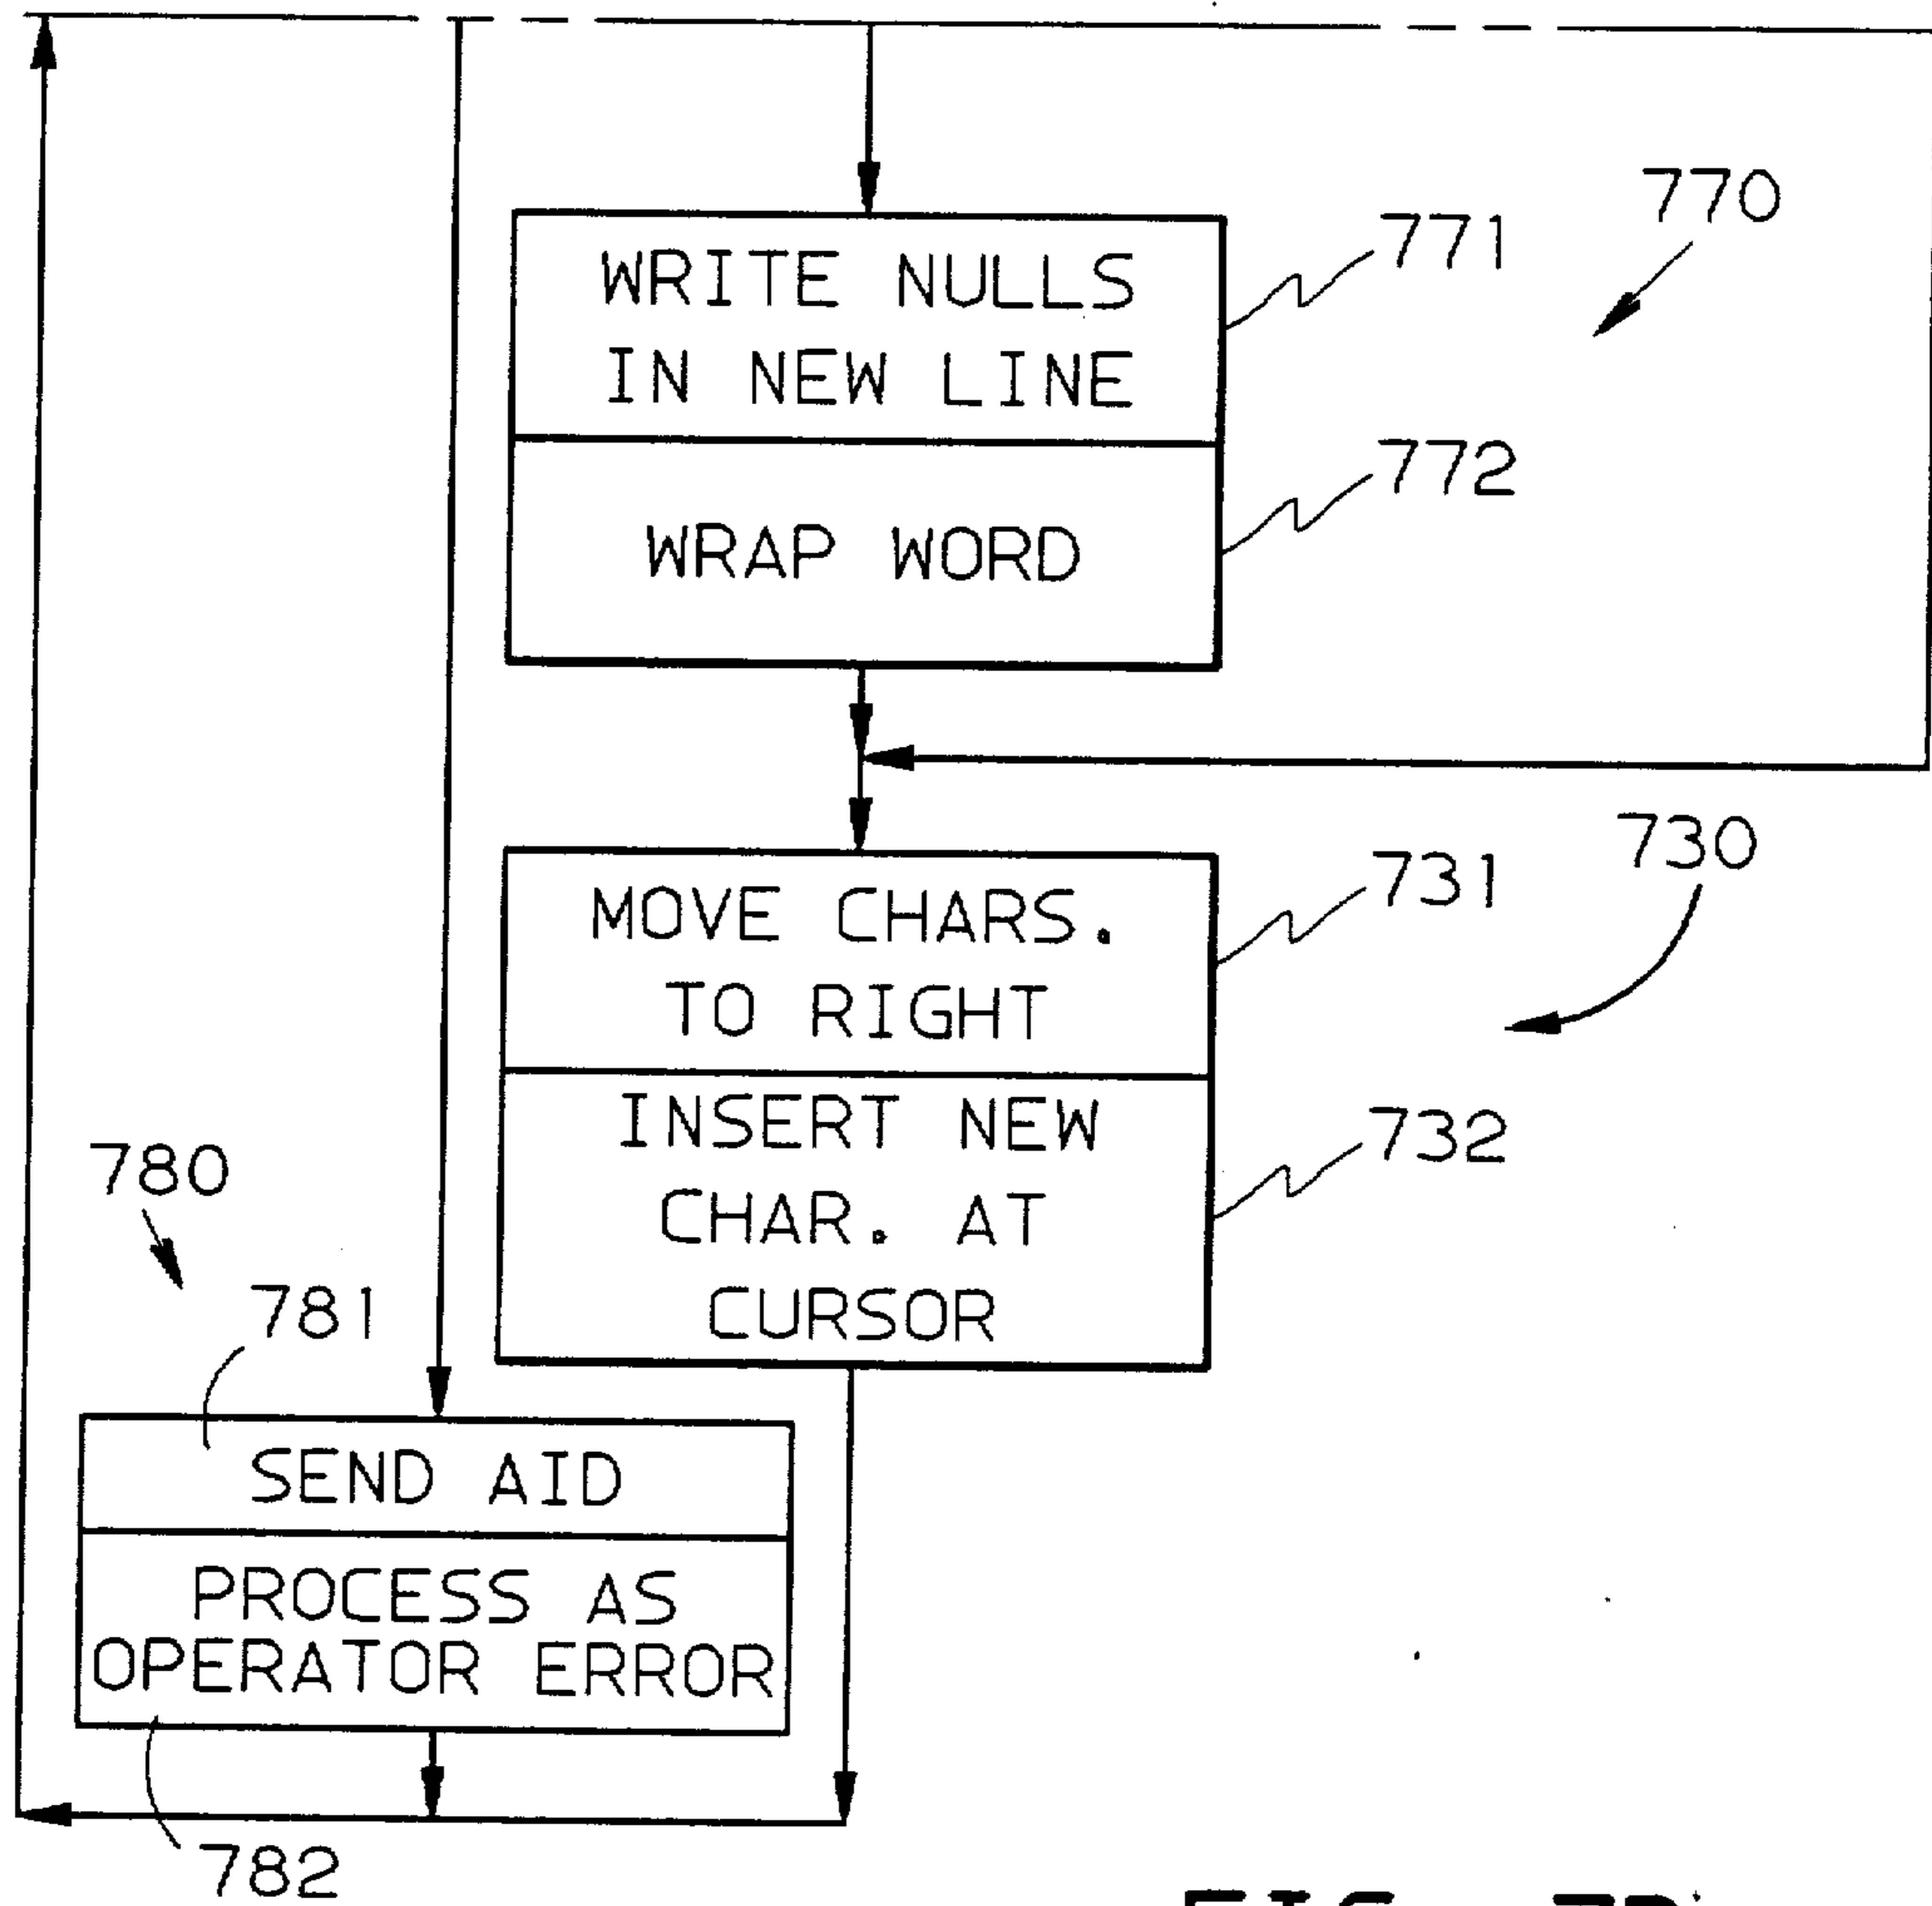 770
771
WRITE NULLS
IN NEW LINE
772
WRAP WORD
730
731
MOVE CHARS.
TO RIGHT
732
INSERT NEW
CHAR. AT
CURSOR
780
781
SEND AID
PROCESS AS
OPERATOR ERROR
782